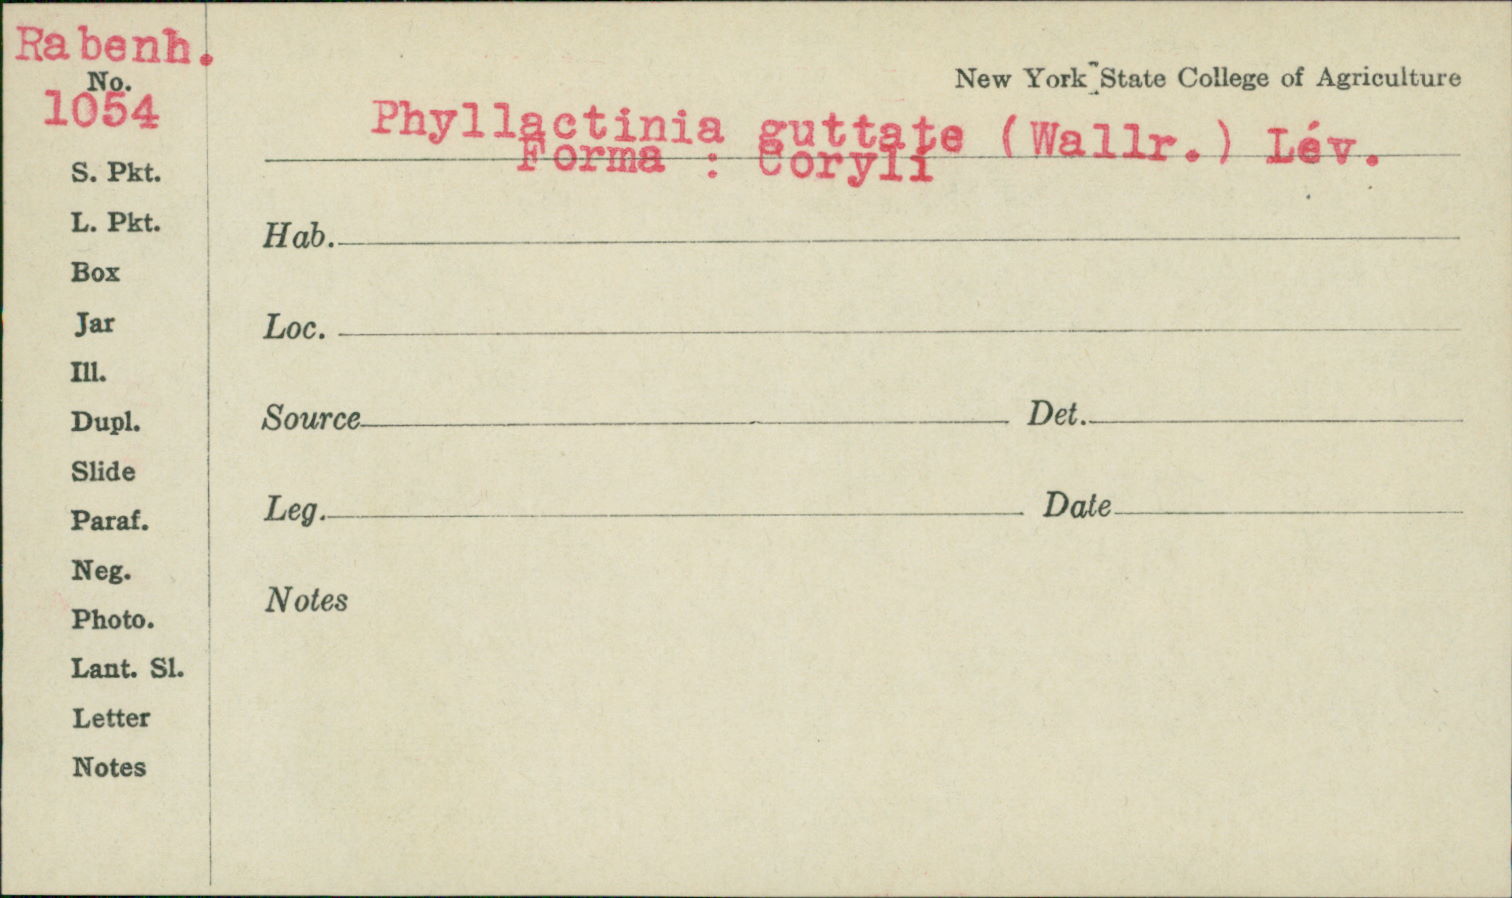 Rabenh.
No.
1054
S. Pkt.
L. Pkt.
Box
Jar
Ill.
Dupl.
Slide
Paraf.
Neg.
Photo.
Lant. Sl.
Letter
Notes
New York State College of Agriculture
Phyllactinia guttate (Wallr.) Lév.
Forma : Coryli
Hab.
Loc.
Source Det.
Leg. Date
Notes